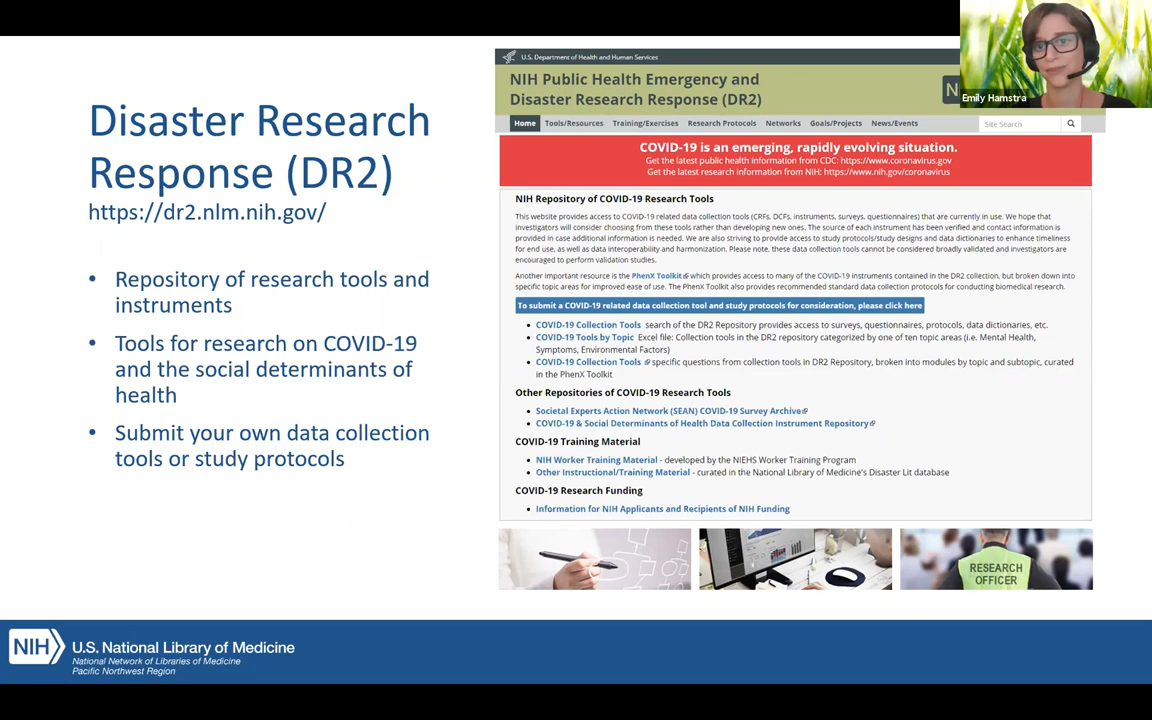 Disaster Research
Response (DR2)
https://dr2.nlm.nih.gov/
• Repository of research tools and
instruments
• Tools for research on COVID-19
and the social determinants of
health
• Submit your own data collection
tools or study protocols
U.S. Department of Health and Human Services
NIH Public Health Emergency and
Disaster Research Response (DR2)
N
Emily Hamstra
Home Tools/Resources Training/Exercises Research Protocols Networks Goals/Projects News/Events Site Search
COVID-19 is an emerging, rapidly evolving situation.
Get the latest public health information from CDC: https://www.coronavirus.gov
Get the latest research information from NIH: https://www.nih.gov/coronavirus
NIH Repository of COVID-19 Research Tools
This website provides access to COVID-19 related data collection tools (CRFs, DCFs, instruments, surveys, questionnaires) that are currently in use. We hope that
investigators will consider choosing from these tools rather than developing new ones. The source of each instrument has been verified and contact information is
provided in case additional information is needed. We are also striving to provide access to study protocols/study designs and data dictionaries to enhance timeliness
for end use, as well as data interoperability and harmonization. Please note, these data collection tools cannot be considered broadly validated and investigators are
encouraged to perform validation studies.
Another important resource is the PhenX Toolkit which provides access to many of the COVID-19 instruments contained in the DR2 collection, but broken down into
specific topic areas for improved ease of use. The PhenX Toolkit also provides recommended standard data collection protocols for conducting biomedical research.
To submit a COVID-19 related data collection tool and study protocols for consideration, please click here
• COVID-19 Collection Tools search of the DR2 Repository provides access to surveys, questionnaires, protocols, data dictionaries, etc.
• COVID-19 Tools by Topic Excel file: Collection tools in the DR2 repository categorized by one of ten topic areas (i.e. Mental Health,
Symptoms, Environmental Factors)
• COVID-19 Collection Tools specific questions from collection tools in DR2 Repository, broken into modules by topic and subtopic, curated
in the PhenX Toolkit
Other Repositories of COVID-19 Research Tools
• Societal Experts Action Network (SEAN) COVID-19 Survey Archive
• COVID-19 & Social Determinants of Health Data Collection Instrument Repository
COVID-19 Training Material
• NIH Worker Training Material - developed by the NIEHS Worker Training Program
• Other Instructional/Training Material - curated in the National Library of Medicine's Disaster Lit database
COVID-19 Research Funding
• Information for NIH Applicants and Recipients of NIH Funding
RESEARCH
OFFICER
NIH U.S. National Library of Medicine
National Network of Libraries of Medicine
Pacific Northwest Region